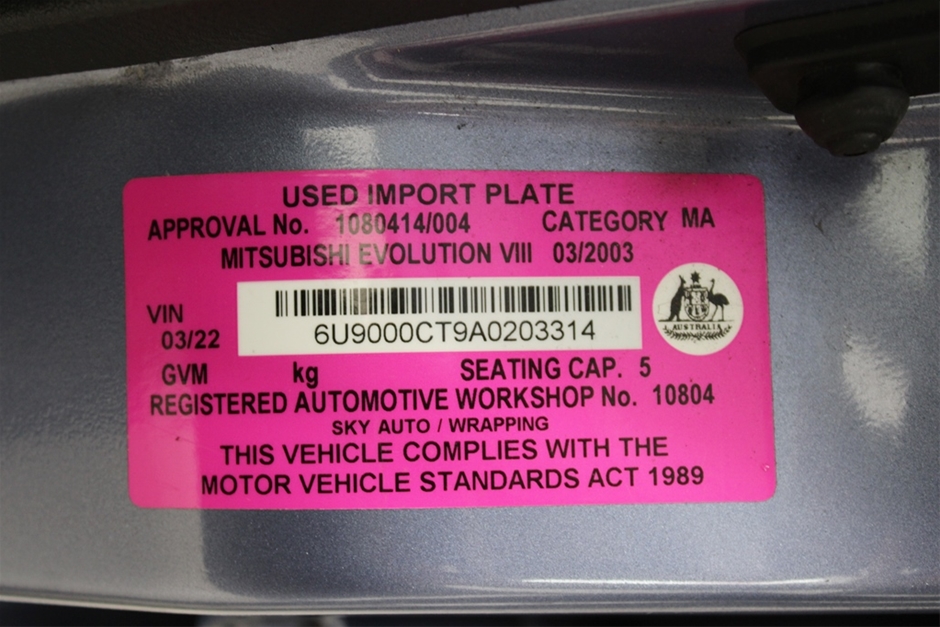 USED IMPORT PLATE
APPROVAL No. 1080414/004 CATEGORY MA
MITSUBISHI EVOLUTION VIII 03/2003
VIN
03/22
6U9000CT9A0203314
AUSTRALIA
GVM kg SEATING CAP. 5
REGISTERED AUTOMOTIVE WORKSHOP No. 10804
SKY AUTO / WRAPPING
THIS VEHICLE COMPLIES WITH THE
MOTOR VEHICLE STANDARDS ACT 1989